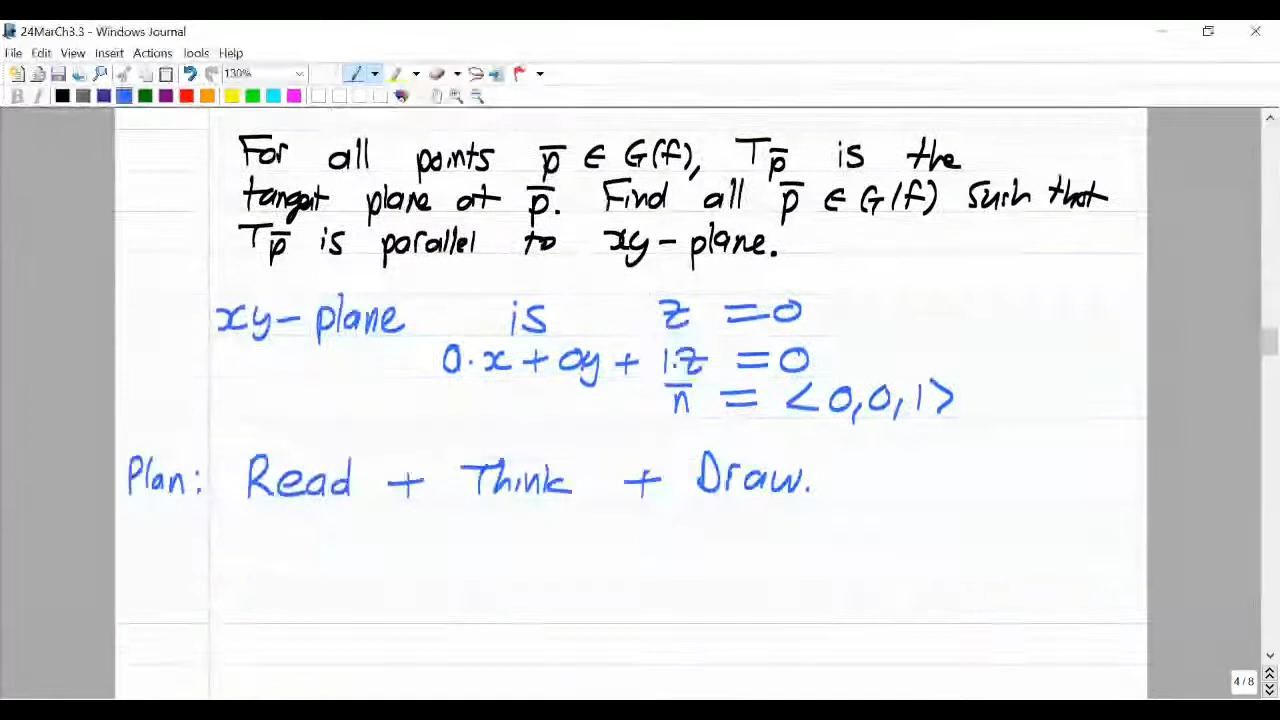 24MarCh3.3 - Windows Journal
File Edit View Insert Actions Tools Help
130%
B I
For all points p̅ ∈ G(f), Tp̅ is the
tangent plane at p̅. Find all p̅ ∈ G(f) such that
Tp̅ is parallel to xy-plane.
xy-plane is z = 0
0·x + 0y + 1·z = 0
n̅ = <0,0,1>
Plan: Read + Think + Draw.
4 / 8